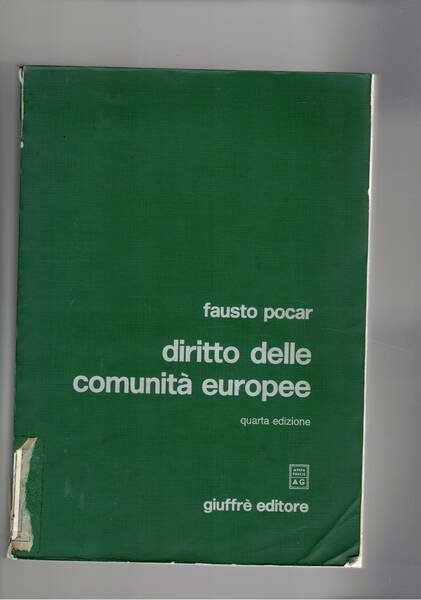 fausto pocar
diritto delle
comunità europee
quarta edizione
AG
giuffrè editore